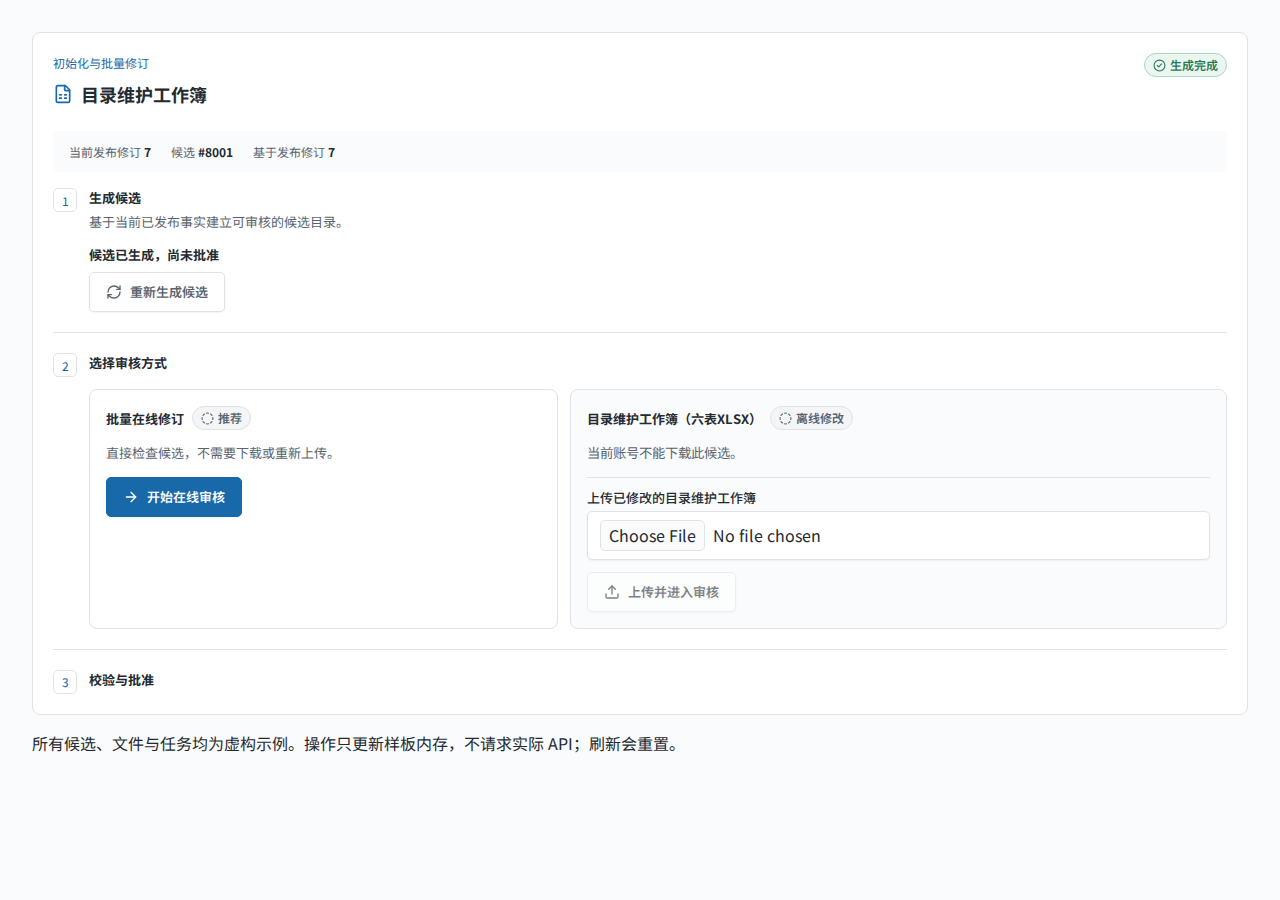 初始化与批量修订
生成完成
目录维护工作簿
当前发布修订 7 候选 #8001 基于发布修订 7
1 生成候选
基于当前已发布事实建立可审核的候选目录。
候选已生成，尚未批准
重新生成候选
2 选择审核方式
批量在线修订 推荐
直接检查候选，不需要下载或重新上传。
开始在线审核
目录维护工作簿（六表XLSX） 离线修改
当前账号不能下载此候选。
上传已修改的目录维护工作簿
Choose File No file chosen
上传并进入审核
3 校验与批准
所有候选、文件与任务均为虚构示例。操作只更新样板内存，不请求实际 API；刷新会重置。